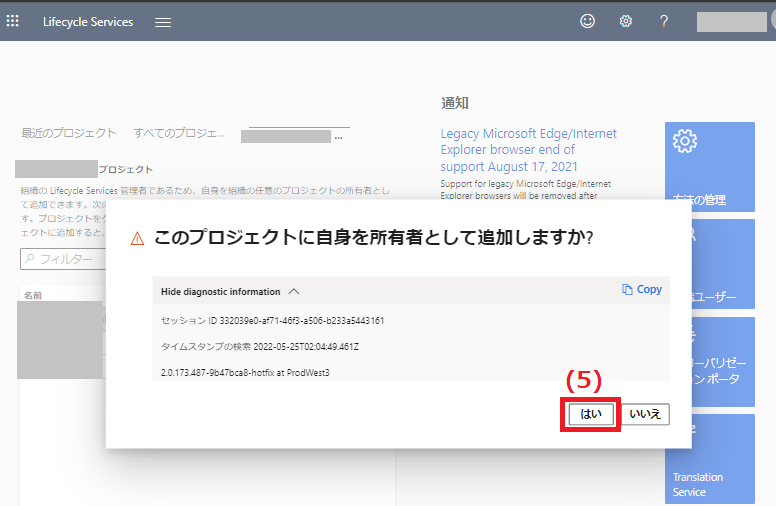 Lifecycle Services
?
通知
最近のプロジェクト すべてのプロジェ... ...
Legacy Microsoft Edge/Internet
Explorer browser end of
support August 17, 2021
Support for legacy Microsoft Edge/Internet
Explorer browsers will be removed after
プロジェクト
組織の Lifecycle Services 管理者であるため、自身を組織の任意のプロジェクトの所有者とし
て追加できます。次の
す。プロジェクトをク
ェクトに追加すると、
フィルター
名前
方法の管理
ユーザー
ローバリゼー
ン ポータ
Translation
Service
このプロジェクトに自身を所有者として追加しますか?
Hide diagnostic information
Copy
セッション ID 332039e0-af71-46f3-a506-b233a5443161
タイムスタンプの検索 2022-05-25T02:04:49.461Z
2.0.173.487-9b47bca8-hotfix at ProdWest3
(5)
はい いいえ